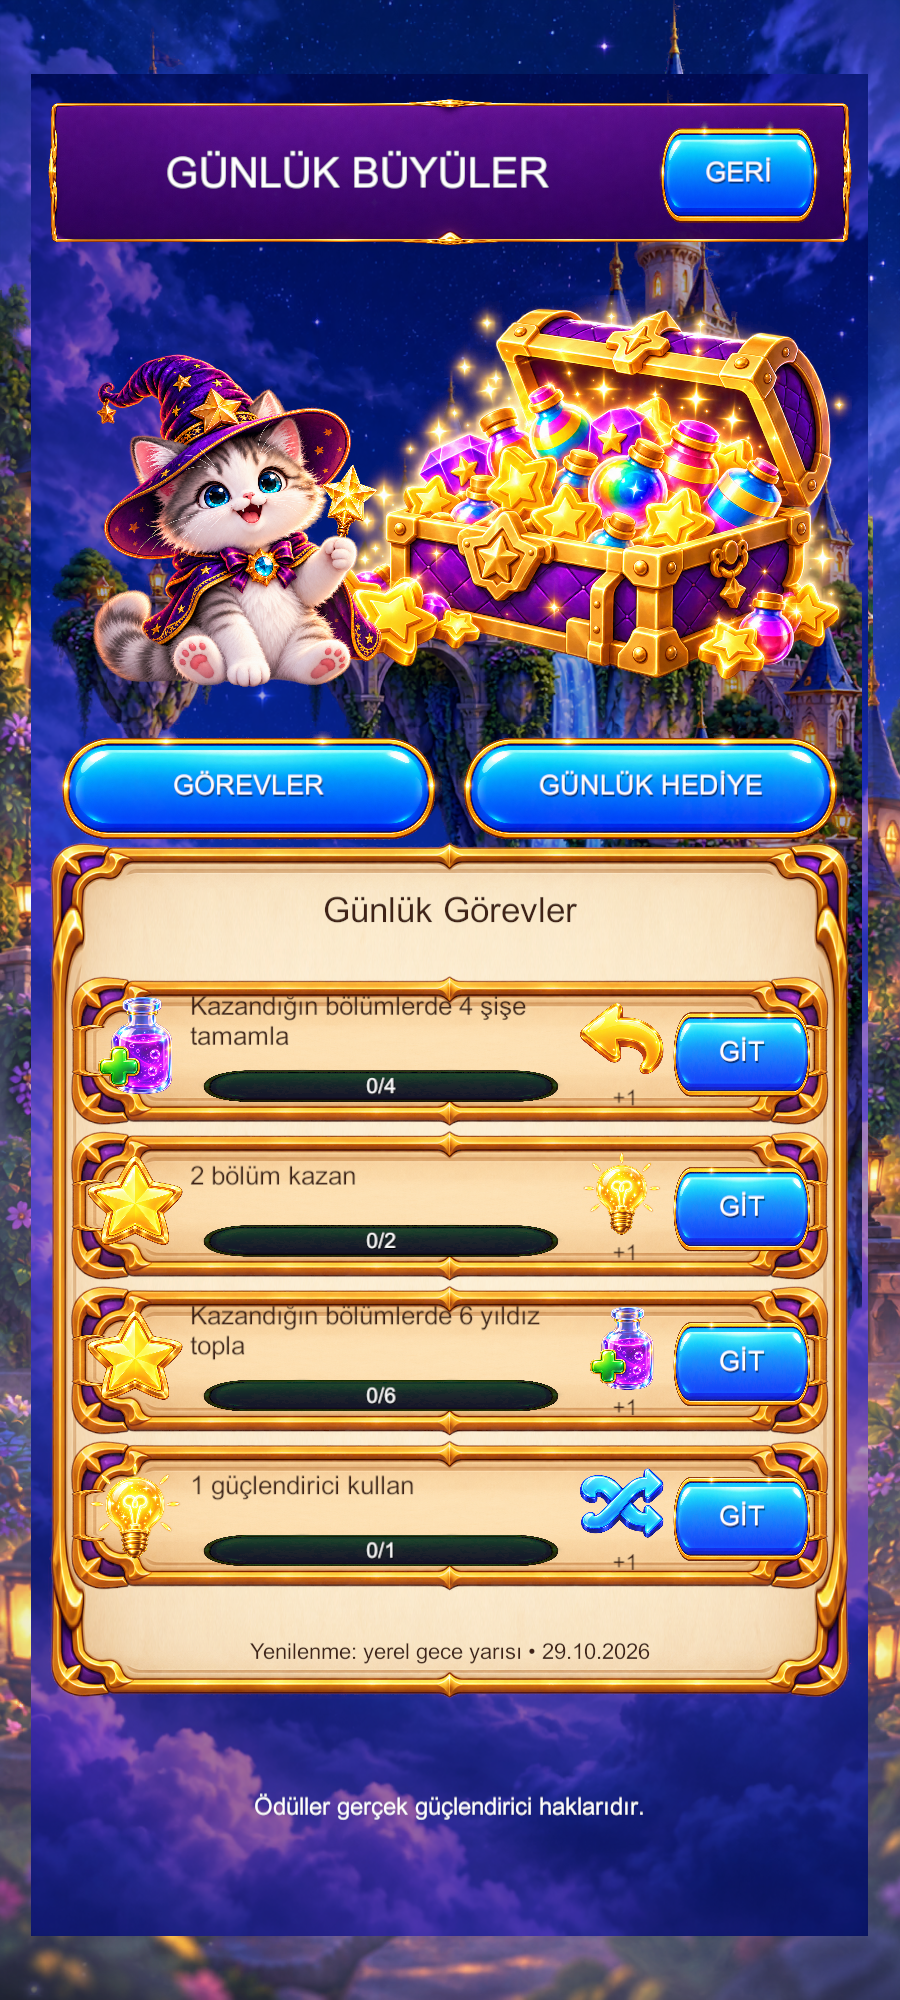 GÜNLÜK BÜYÜLER
GERİ
GÖREVLER
GÜNLÜK HEDİYE
Günlük Görevler
Kazandığın bölümlerde 4 şişe
tamamla
0/4
+1
GİT
2 bölüm kazan
0/2
+1
GİT
Kazandığın bölümlerde 6 yıldız
topla
0/6
+1
GİT
1 güçlendirici kullan
0/1
+1
GİT
Yenilenme: yerel gece yarısı • 29.10.2026
Ödüller gerçek güçlendirici haklarıdır.